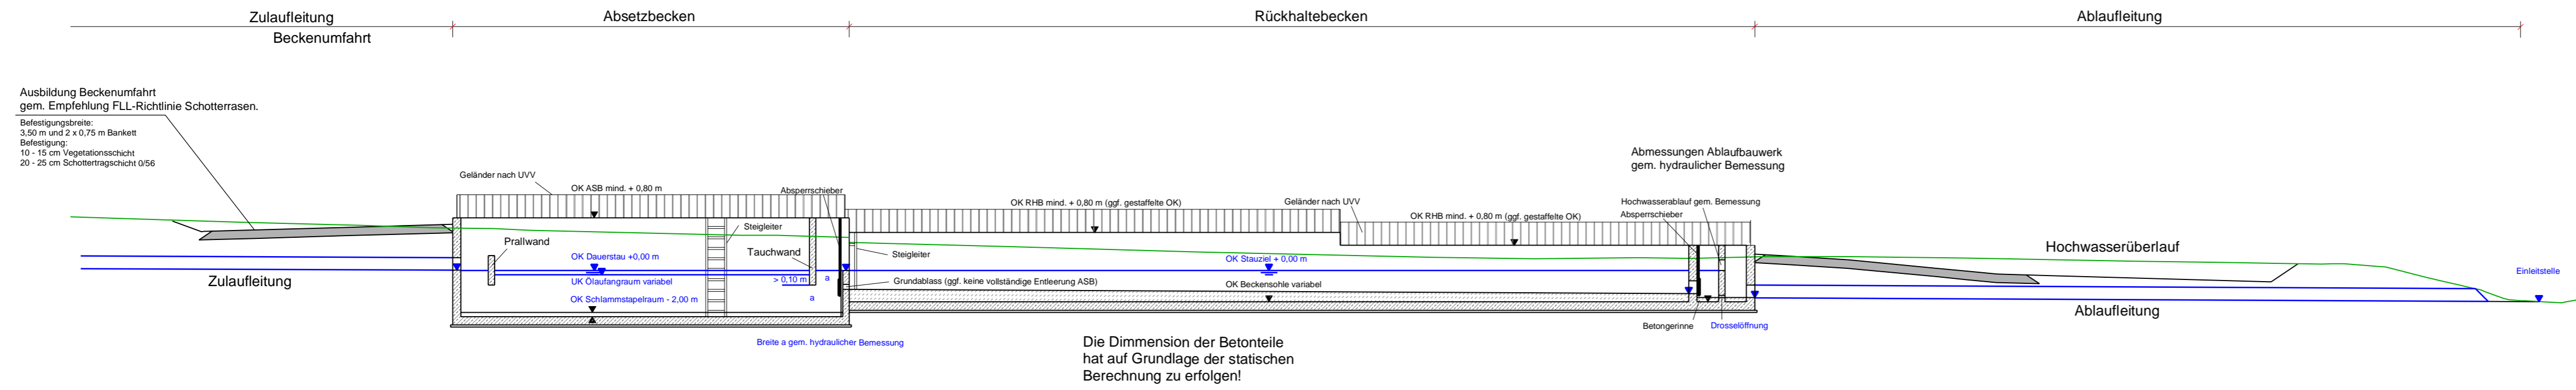 Zulaufleitung
Absetzbecken
Rückhaltebecken
Ablaufleitung
Beckenumfahrt
Ausbildung Beckenumfahrt
gem. Empfehlung FLL-Richtlinie Schotterrasen.
Befestigungsbreite:
3,50 m und 2 x 0,75 m Bankett
Befestigung:
10 - 15 cm Vegetationsschicht
20 - 25 cm Schottertragschicht 0/56
Abmessungen Ablaufbauwerk
gem. hydraulischer Bemessung
Geländer nach UVV
OK ASB mind. + 0,80 m
Absperrschieber
OK RHB mind. + 0,80 m (ggf. gestaffelte OK)
Geländer nach UVV
OK RHB mind. + 0,80 m (ggf. gestaffelte OK)
Hochwasserablauf gem. Bemessung
Absperrschieber
Steigleiter
Prallwand
Tauchwand
Steigleiter
Hochwasserüberlauf
OK Dauerstau +0,00 m
OK Stauziel + 0,00 m
Einleitstelle
Zulaufleitung
UK Ölaufangraum variabel
> 0,10 m
a
Grundablass (ggf. keine vollständige Entleerung ASB)
OK Beckensohle variabel
OK Schlammstapelraum - 2,00 m
a
Ablaufleitung
Betongerinne
Drosselöffnung
Breite a gem. hydraulischer Bemessung
Die Dimmension der Betonteile
hat auf Grundlage der statischen
Berechnung zu erfolgen!